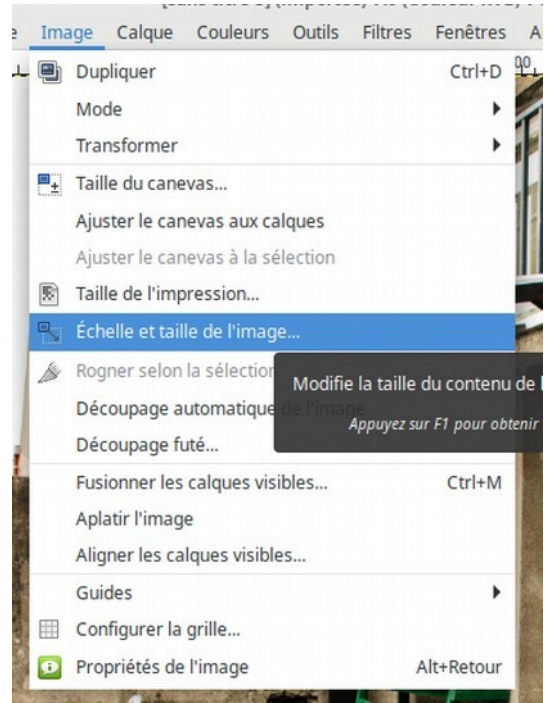 Image Calque Couleurs Outils Filtres Fenêtres
Dupliquer Ctrl+D
Mode
Transformer
Taille du canevas...
Ajuster le canevas aux calques
Ajuster le canevas à la sélection
Taille de l'impression...
Échelle et taille de l'image...
Rogner selon la sélection
Modifie la taille du contenu de
Découpage automatique de l'image
Appuyez sur F1 pour obtenir
Découpage futé...
Fusionner les calques visibles... Ctrl+M
Aplatir l'image
Aligner les calques visibles...
Guides
Configurer la grille...
Propriétés de l'image Alt+Retour